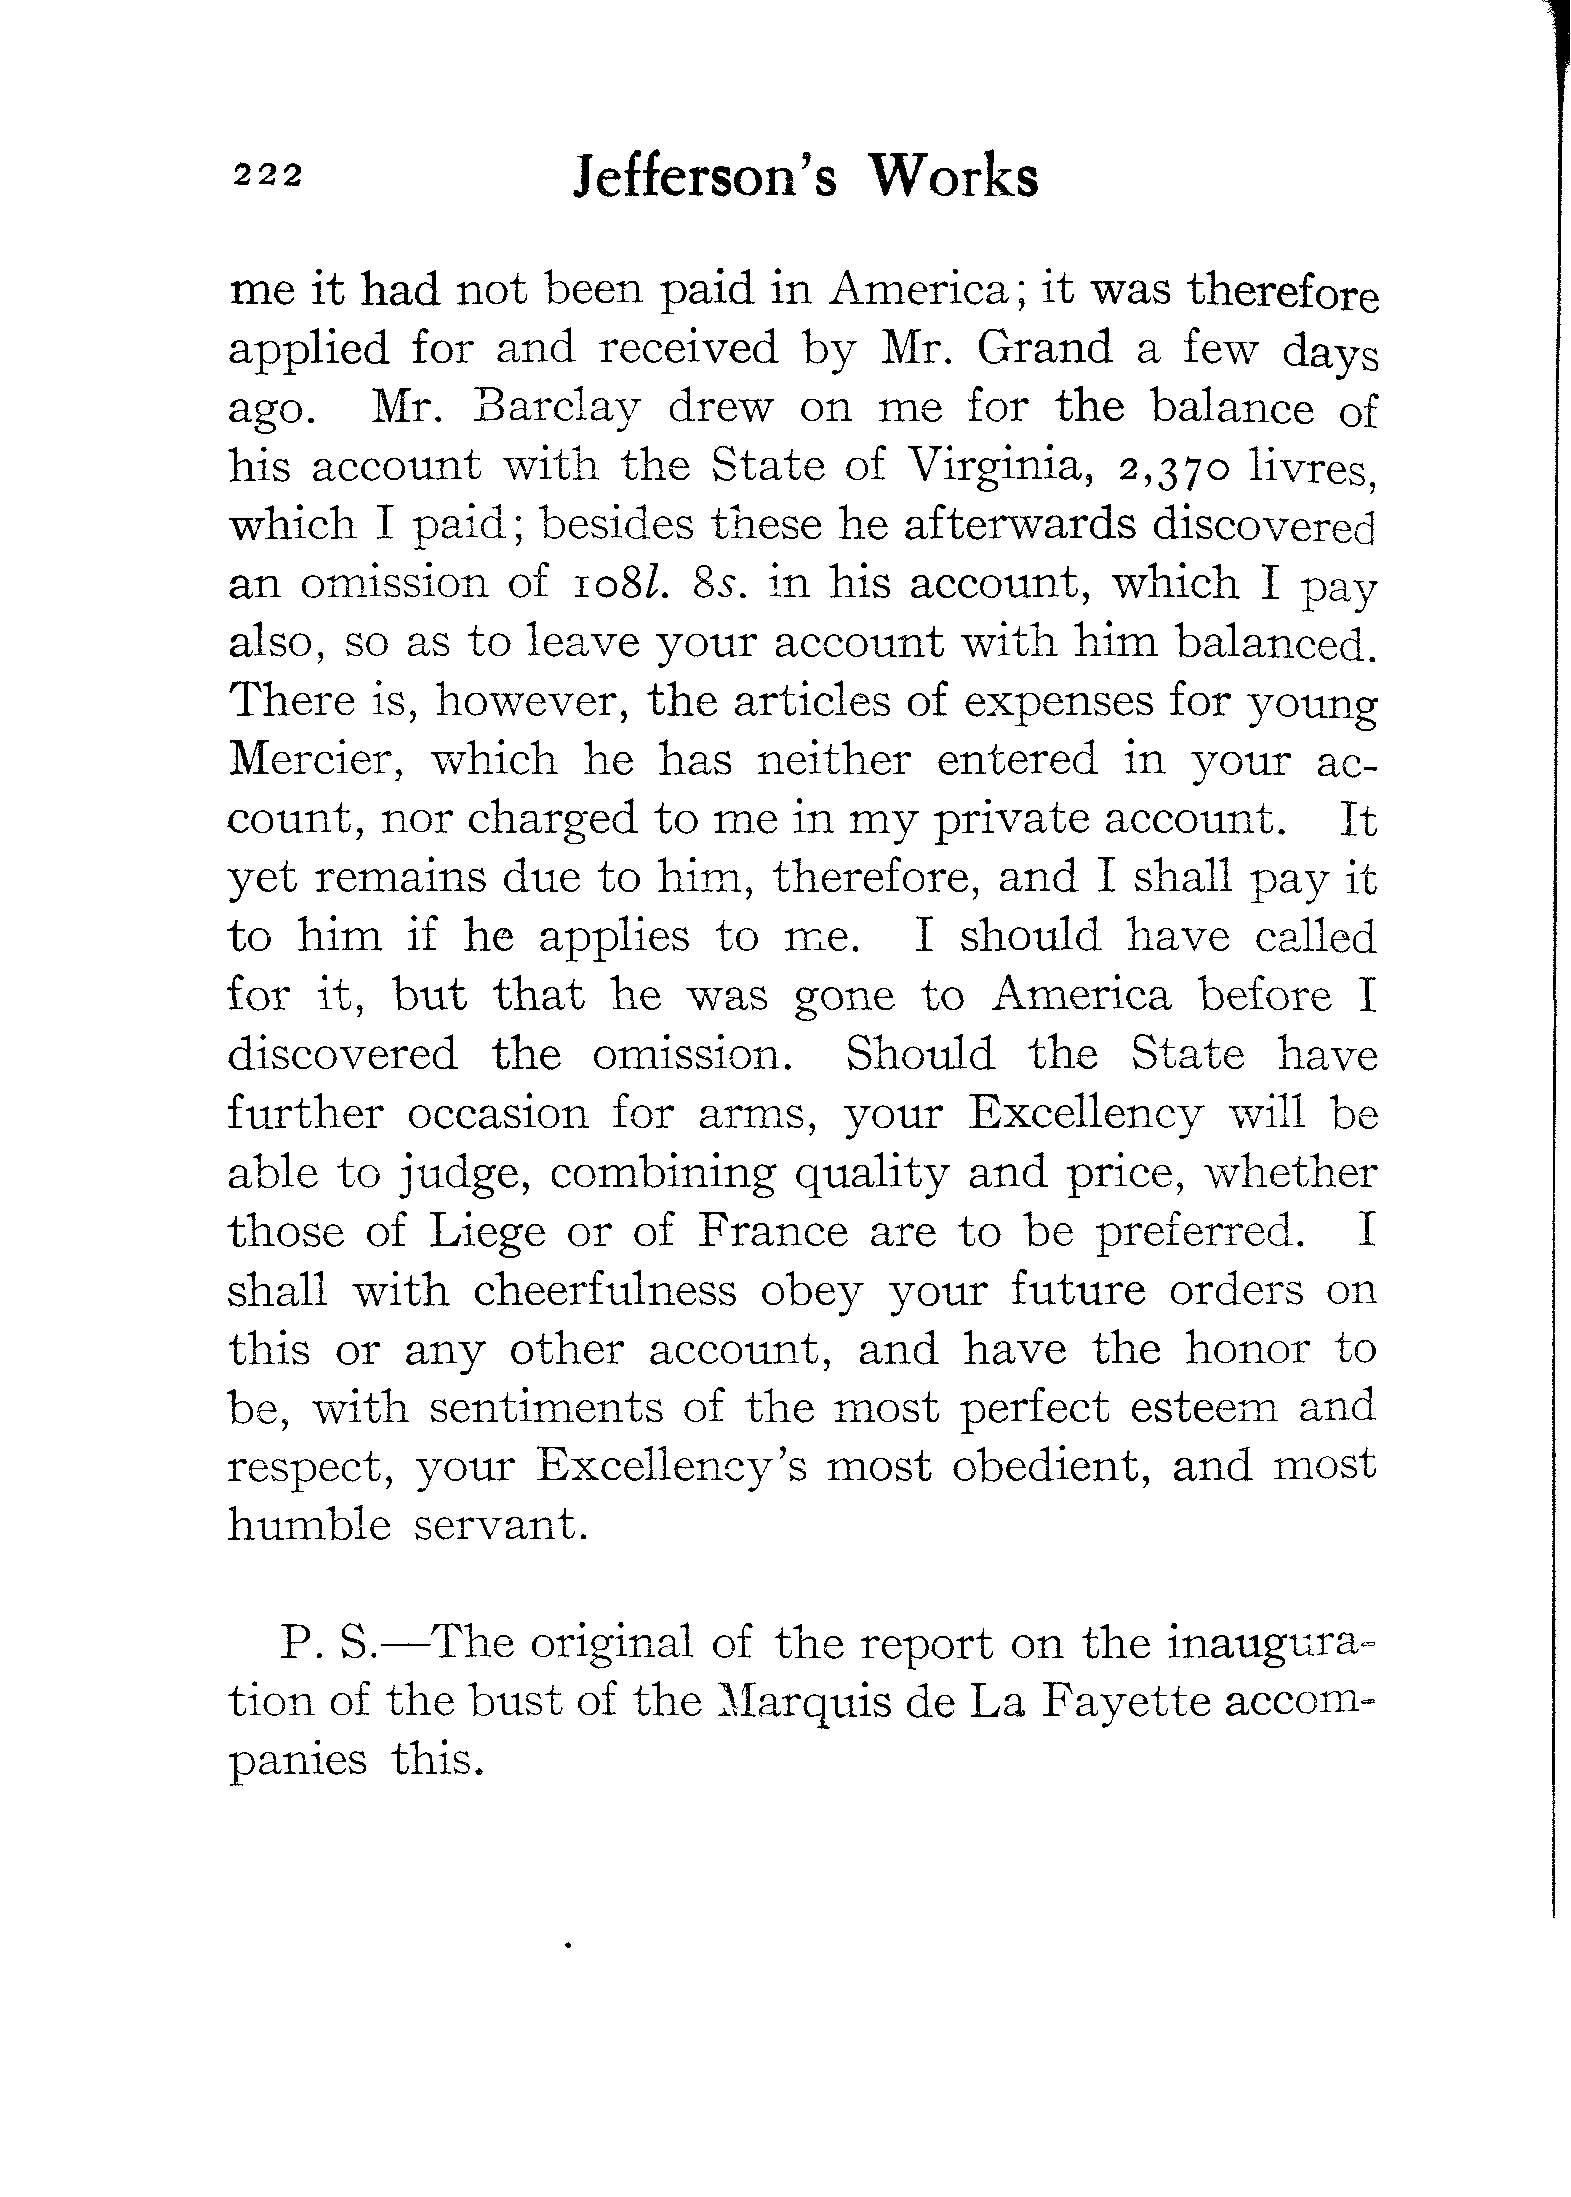 222 Jefferson's Works
me it had not been paid in America; it was therefore
applied for and received by Mr. Grand a few days
ago. Mr. Barclay drew on me for the balance of
his account with the State of Virginia, 2,370 livres,
which I paid; besides these he afterwards discovered
an omission of 108l. 8s. in his account, which I pay
also, so as to leave your account with him balanced.
There is, however, the articles of expenses for young
Mercier, which he has neither entered in your ac-
count, nor charged to me in my private account. It
yet remains due to him, therefore, and I shall pay it
to him if he applies to me. I should have called
for it, but that he was gone to America before I
discovered the omission. Should the State have
further occasion for arms, your Excellency will be
able to judge, combining quality and price, whether
those of Liege or of France are to be preferred. I
shall with cheerfulness obey your future orders on
this or any other account, and have the honor to
be, with sentiments of the most perfect esteem and
respect, your Excellency's most obedient, and most
humble servant.
P. S.—The original of the report on the inaugura-
tion of the bust of the Marquis de La Fayette accom-
panies this.